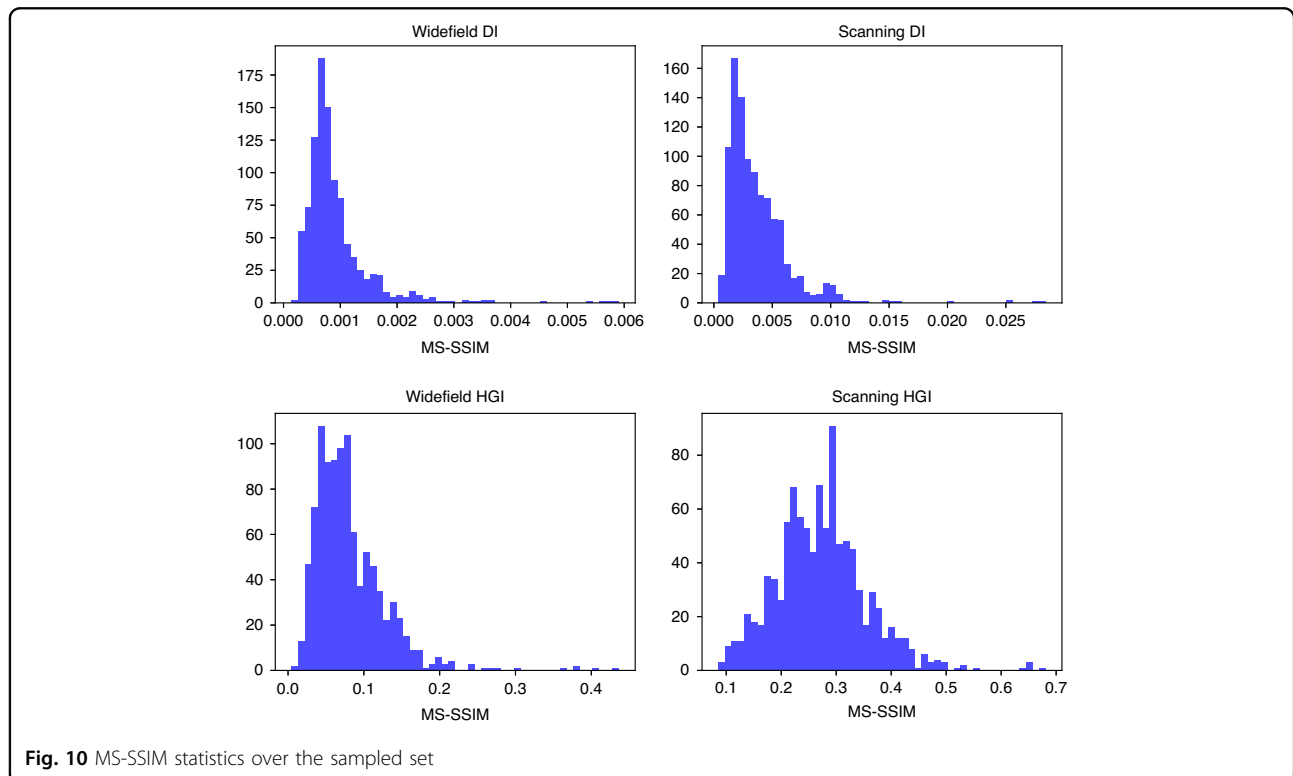 Widefield DI
175
150
125
100
75
50
25
0
0.000 0.001 0.002 0.003 0.004 0.005 0.006
MS-SSIM
Scanning DI
160
140
120
100
80
60
40
20
0
0.000 0.005 0.010 0.015 0.020 0.025
MS-SSIM
Widefield HGI
100
80
60
40
20
0
0.0 0.1 0.2 0.3 0.4
MS-SSIM
Scanning HGI
80
60
40
20
0
0.1 0.2 0.3 0.4 0.5 0.6 0.7
MS-SSIM
Fig. 10 MS-SSIM statistics over the sampled set